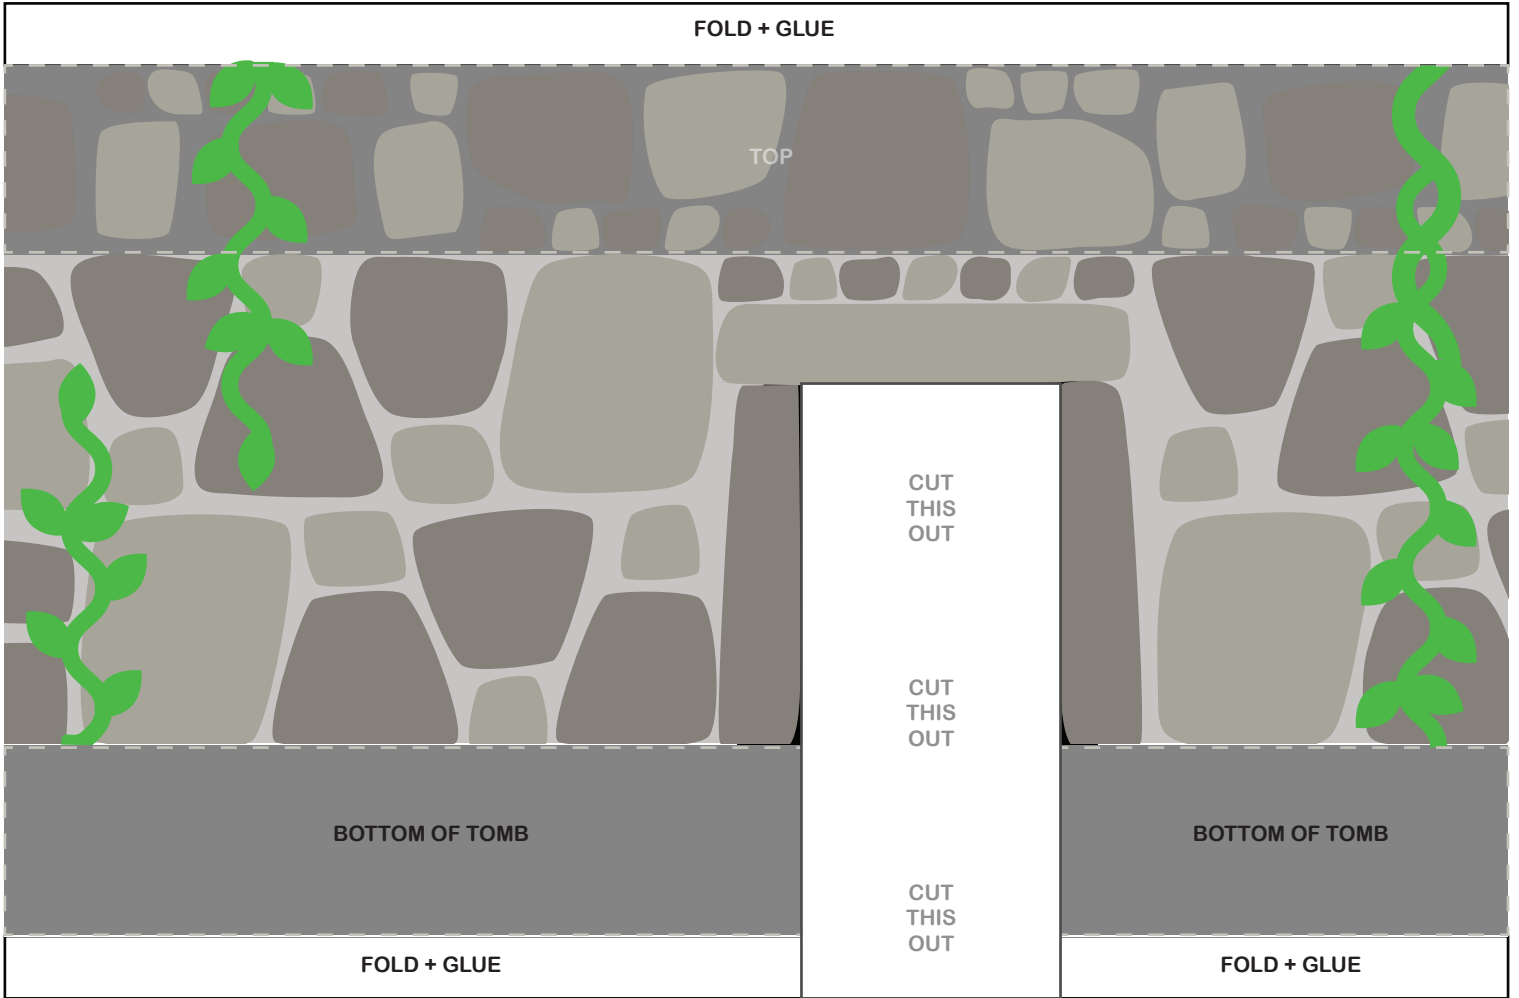 FOLD + GLUE
TOP
CUT
THIS
OUT
CUT
THIS
OUT
BOTTOM OF TOMB
BOTTOM OF TOMB
CUT
THIS
OUT
FOLD + GLUE
FOLD + GLUE